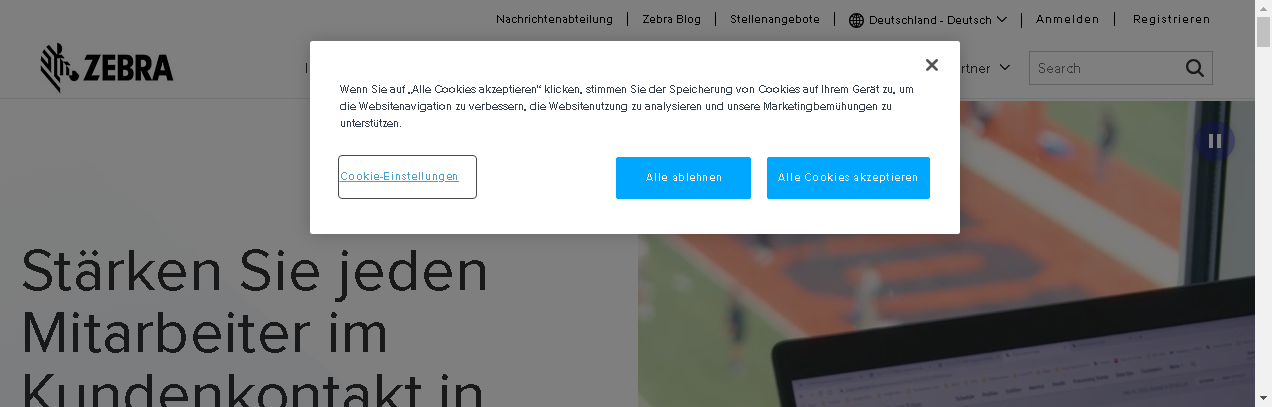 Nachrichtenabteilung | Zebra Blog | Stellenangebote | Deutschland - Deutsch | Anmelden | Registrieren
ZEBRA
Search
Wenn Sie auf „Alle Cookies akzeptieren“ klicken, stimmen Sie der Speicherung von Cookies auf Ihrem Gerät zu, um
die Websitenavigation zu verbessern, die Websitenutzung zu analysieren und unsere Marketingbemühungen zu
unterstützen.
Cookie-Einstellungen
Alle ablehnen
Alle Cookies akzeptieren
Stärken Sie jeden
Mitarbeiter im
Kundenkontakt in